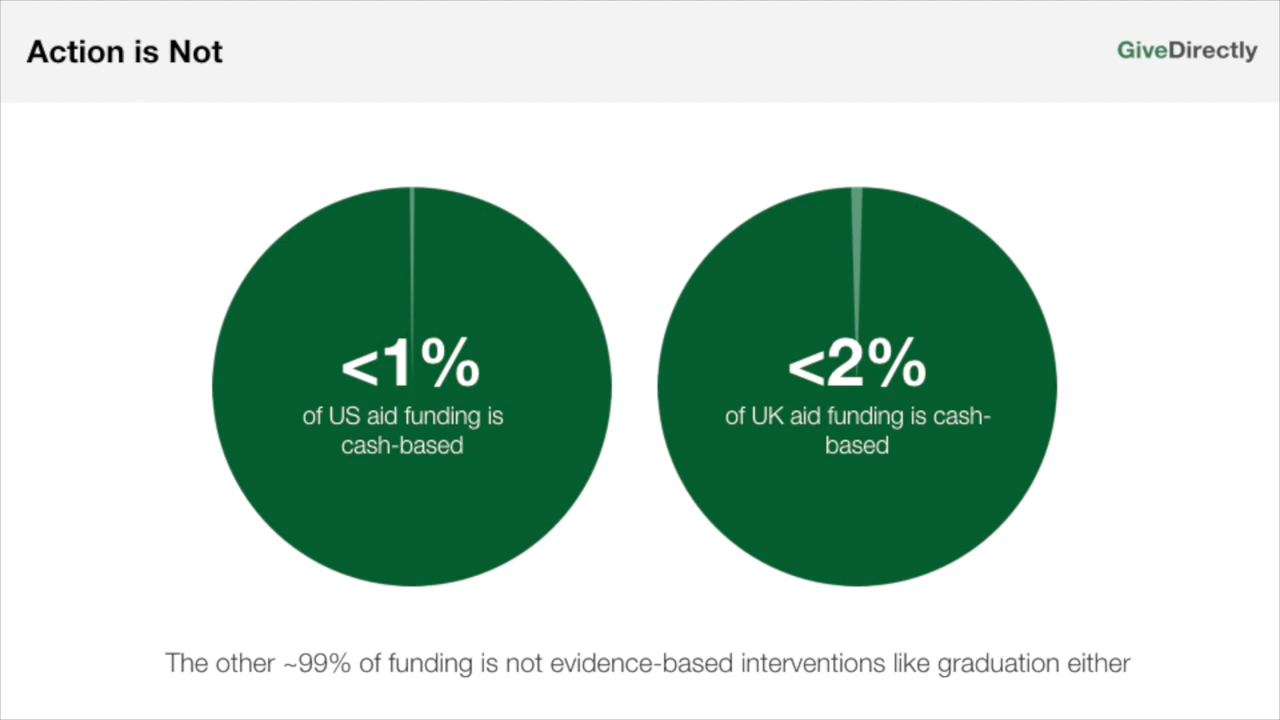 Action is Not
GiveDirectly
<1%
of US aid funding is
cash-based
<2%
of UK aid funding is cash-
based
The other ~99% of funding is not evidence-based interventions like graduation either